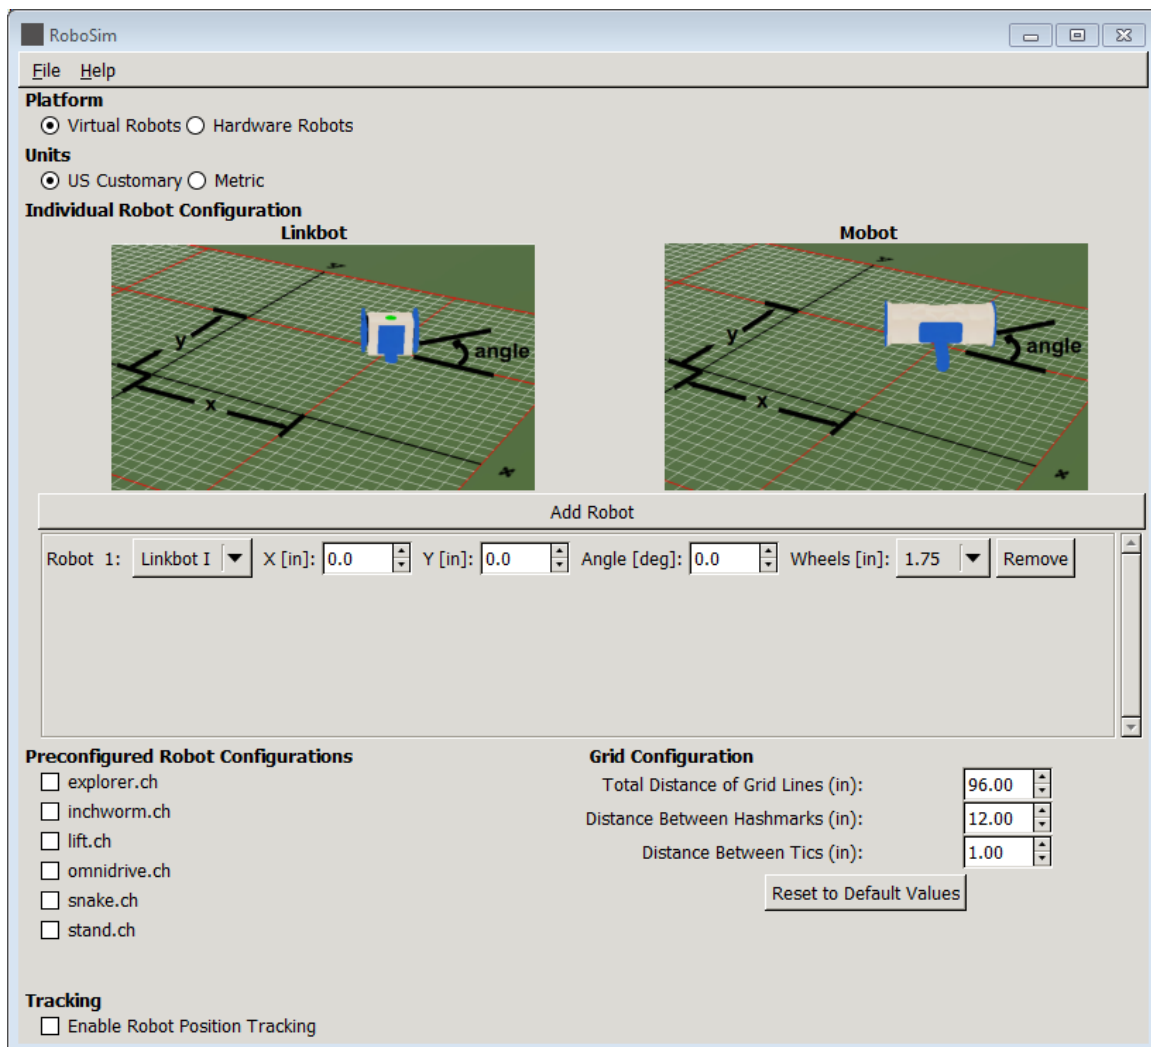 RoboSim
File Help
Platform
Virtual Robots Hardware Robots
Units
US Customary Metric
Individual Robot Configuration
Linkbot
y
y
x
angle
x
Mobot
y
y
x
angle
x
Add Robot
Robot 1: Linkbot I X [in]: 0.0 Y [in]: 0.0 Angle [deg]: 0.0 Wheels [in]: 1.75 Remove
Preconfigured Robot Configurations
explorer.ch
inchworm.ch
lift.ch
omnidrive.ch
snake.ch
stand.ch
Grid Configuration
Total Distance of Grid Lines (in): 96.00
Distance Between Hashmarks (in): 12.00
Distance Between Tics (in): 1.00
Reset to Default Values
Tracking
Enable Robot Position Tracking